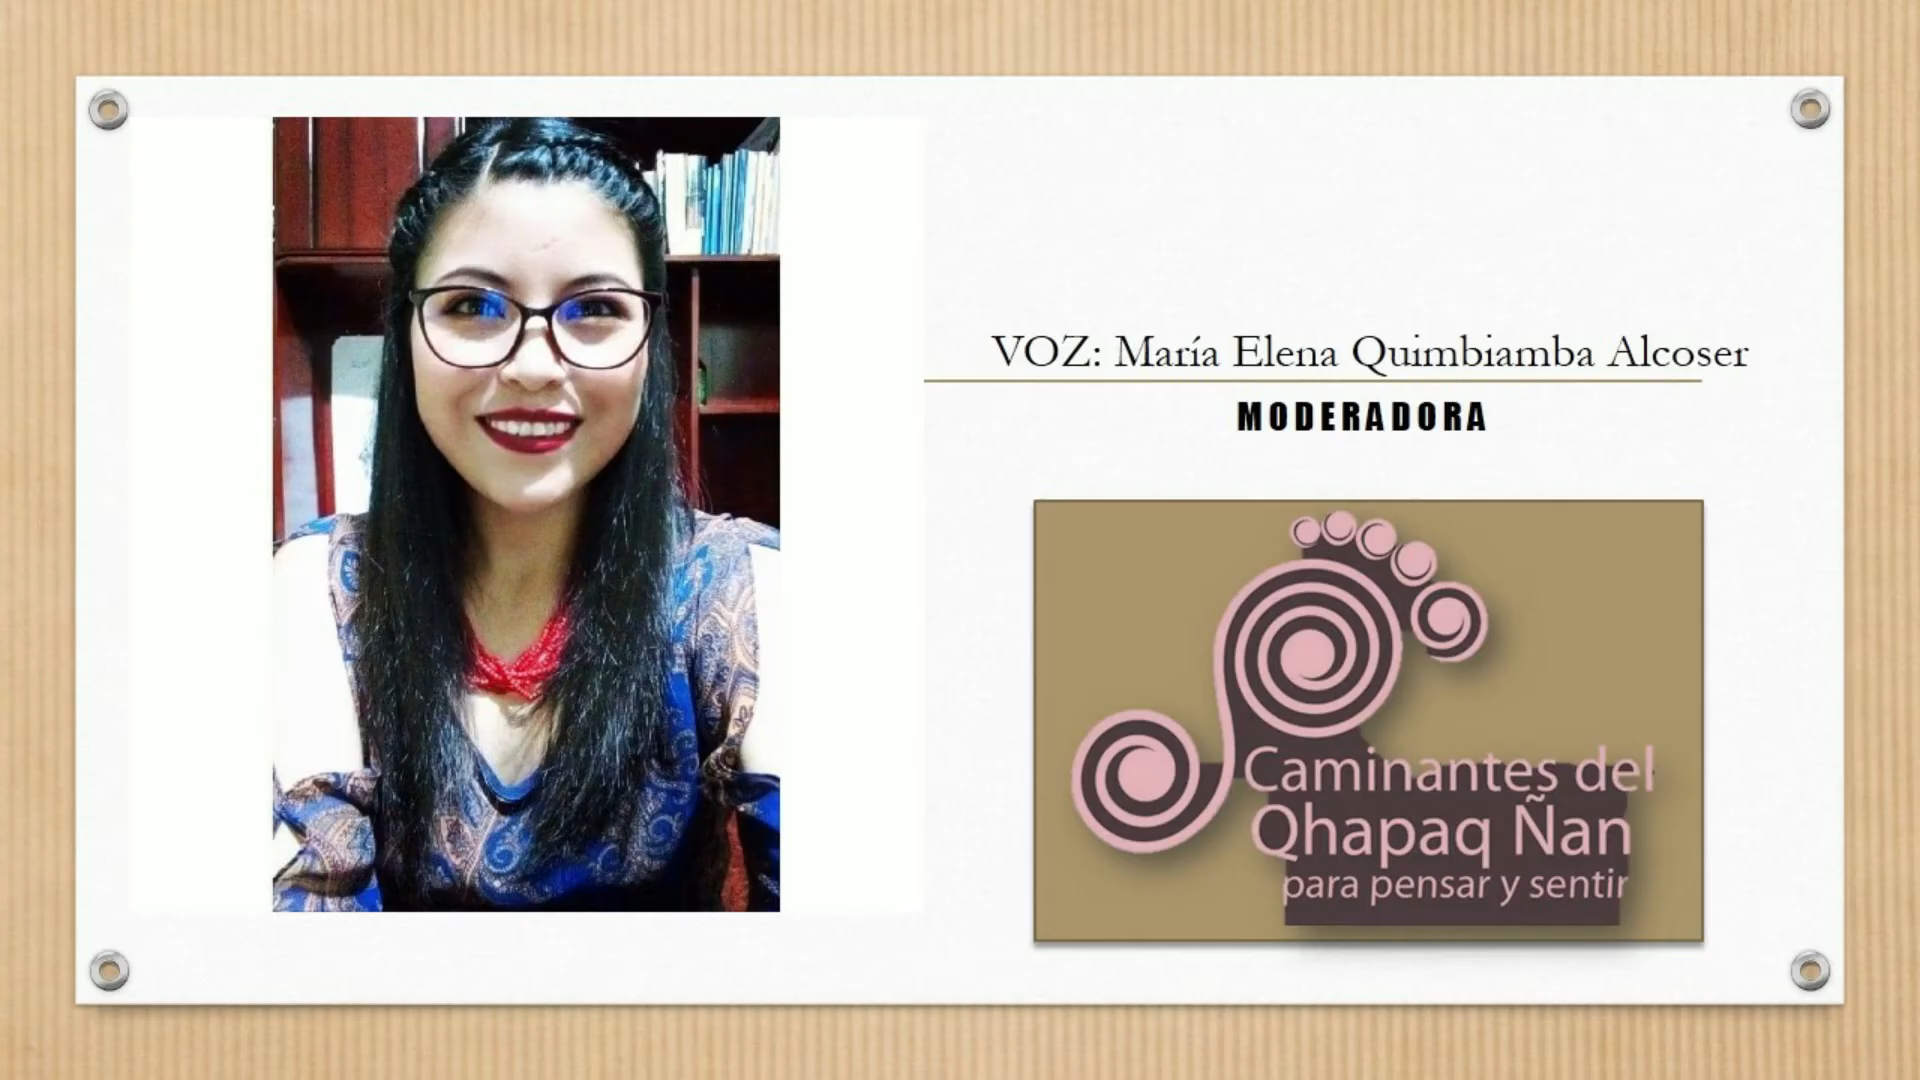 VOZ: María Elena Quimbiamba Alcoser
MODERADORA
Caminantes del
Qhapaq Ñan
para pensar y sentir